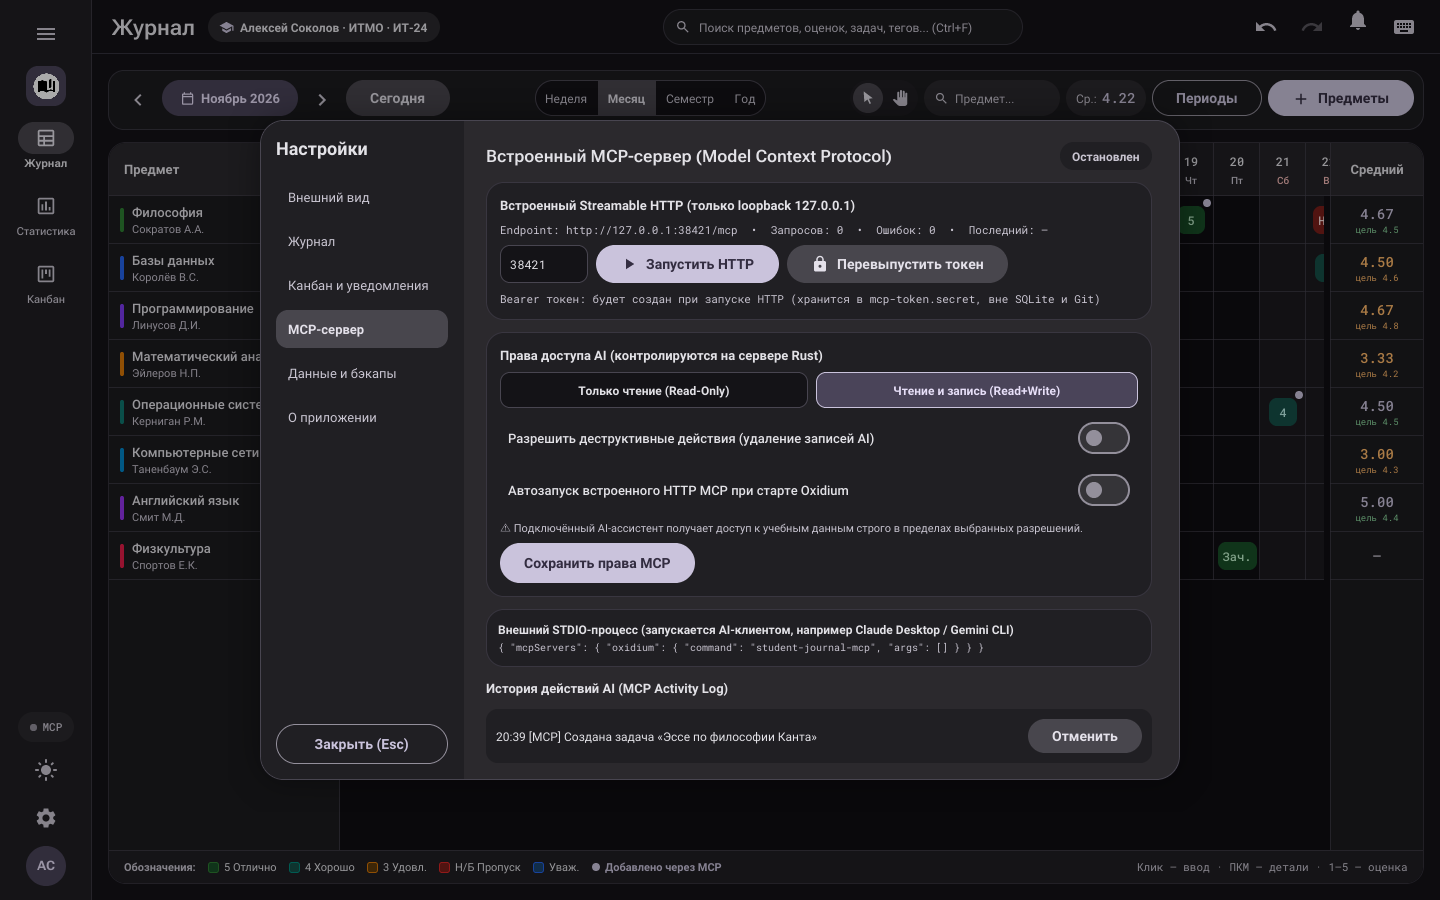 Журнал
Алексей Соколов · ИТМО · ИТ-24
Поиск предметов, оценок, задач, тегов... (Ctrl+F)
Ноябрь 2026
Сегодня
Неделя
Месяц
Семестр
Год
Предмет...
Ср.: 4.22
Периоды
+ Предметы
Журнал
Статистика
Канбан
MCP
АС
Предмет
19
Чт
20
Пт
21
Сб
Средний
Философия
Сократов А.А.
5
4.67
цель 4.5
Базы данных
Королёв В.С.
4.50
цель 4.6
Программирование
Линусов Д.И.
4.67
цель 4.8
Математический ана
Эйлеров Н.П.
3.33
цель 4.2
Операционные систе
Керниган Р.М.
4
4.50
цель 4.5
Компьютерные сети
Таненбаум Э.С.
3.00
цель 4.3
Английский язык
Смит М.Д.
5.00
цель 4.4
Физкультура
Спортов Е.К.
Зач.
—
Настройки
Внешний вид
Журнал
Канбан и уведомления
MCP-сервер
Данные и бэкапы
О приложении
Закрыть (Esc)
Встроенный MCP-сервер (Model Context Protocol)
Остановлен
Встроенный Streamable HTTP (только loopback 127.0.0.1)
Endpoint: http://127.0.0.1:38421/mcp • Запросов: 0 • Ошибок: 0 • Последний: —
38421
Запустить HTTP
Перевыпустить токен
Bearer токен: будет создан при запуске HTTP (хранится в mcp-token.secret, вне SQLite и Git)
Права доступа AI (контролируются на сервере Rust)
Только чтение (Read-Only)
Чтение и запись (Read+Write)
Разрешить деструктивные действия (удаление записей AI)
Автозапуск встроенного HTTP MCP при старте Oxidium
⚠ Подключённый AI-ассистент получает доступ к учебным данным строго в пределах выбранных разрешений.
Сохранить права MCP
Внешний STDIO-процесс (запускается AI-клиентом, например Claude Desktop / Gemini CLI)
{ "mcpServers": { "oxidium": { "command": "student-journal-mcp", "args": [] } } }
История действий AI (MCP Activity Log)
20:39 [MCP] Создана задача «Эссе по философии Канта»
Отменить
Обозначения:
5 Отлично
4 Хорошо
3 Удовл.
Н/Б Пропуск
Уваж.
Добавлено через MCP
Клик — ввод · ПКМ — детали · 1–5 — оценка